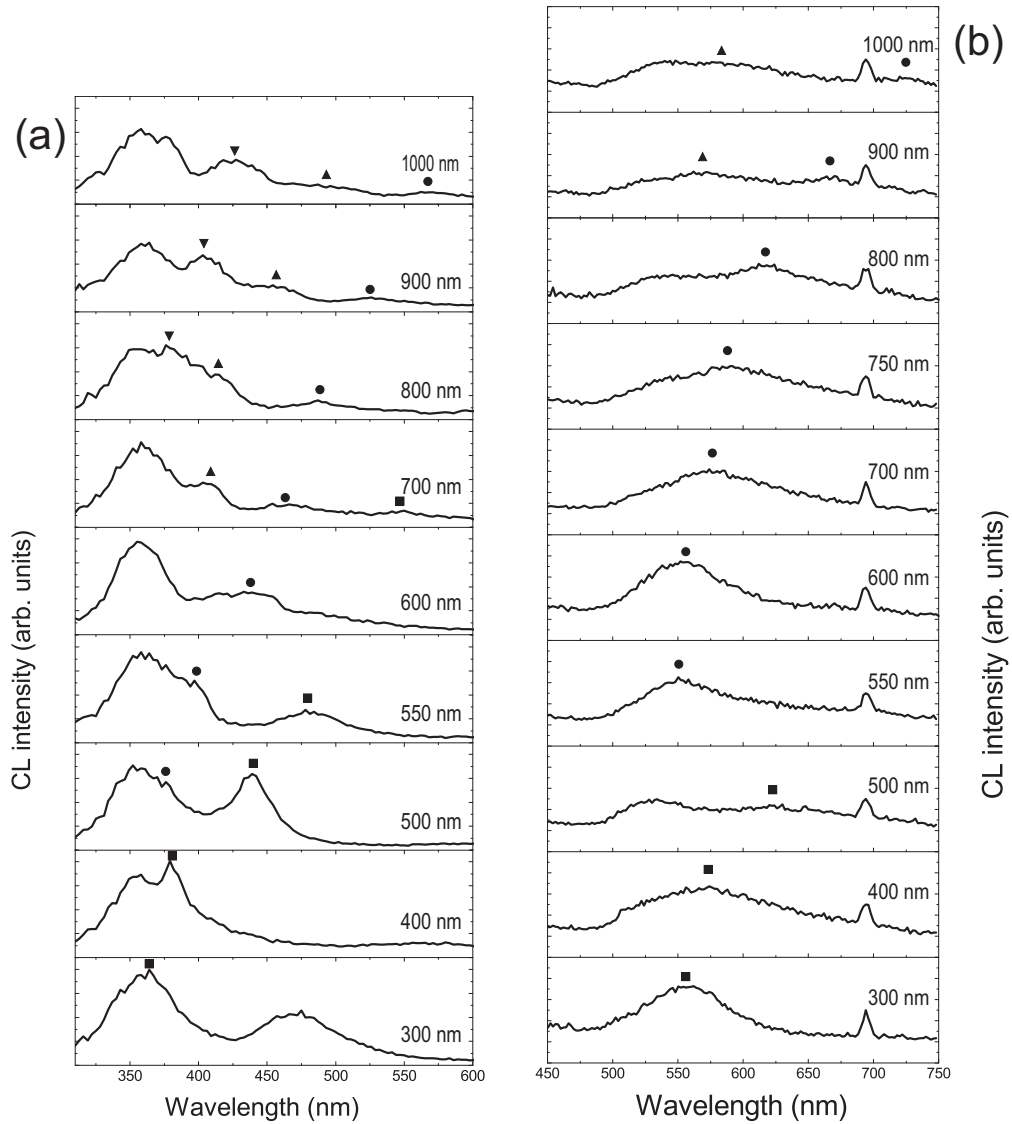 (a)
1000 nm
900 nm
800 nm
700 nm
600 nm
550 nm
500 nm
400 nm
300 nm
CL intensity (arb. units)
350 400 450 500 550 600
Wavelength (nm)
(b)
1000 nm
900 nm
800 nm
750 nm
700 nm
600 nm
550 nm
500 nm
400 nm
300 nm
CL intensity (arb. units)
450 500 550 600 650 700 750
Wavelength (nm)